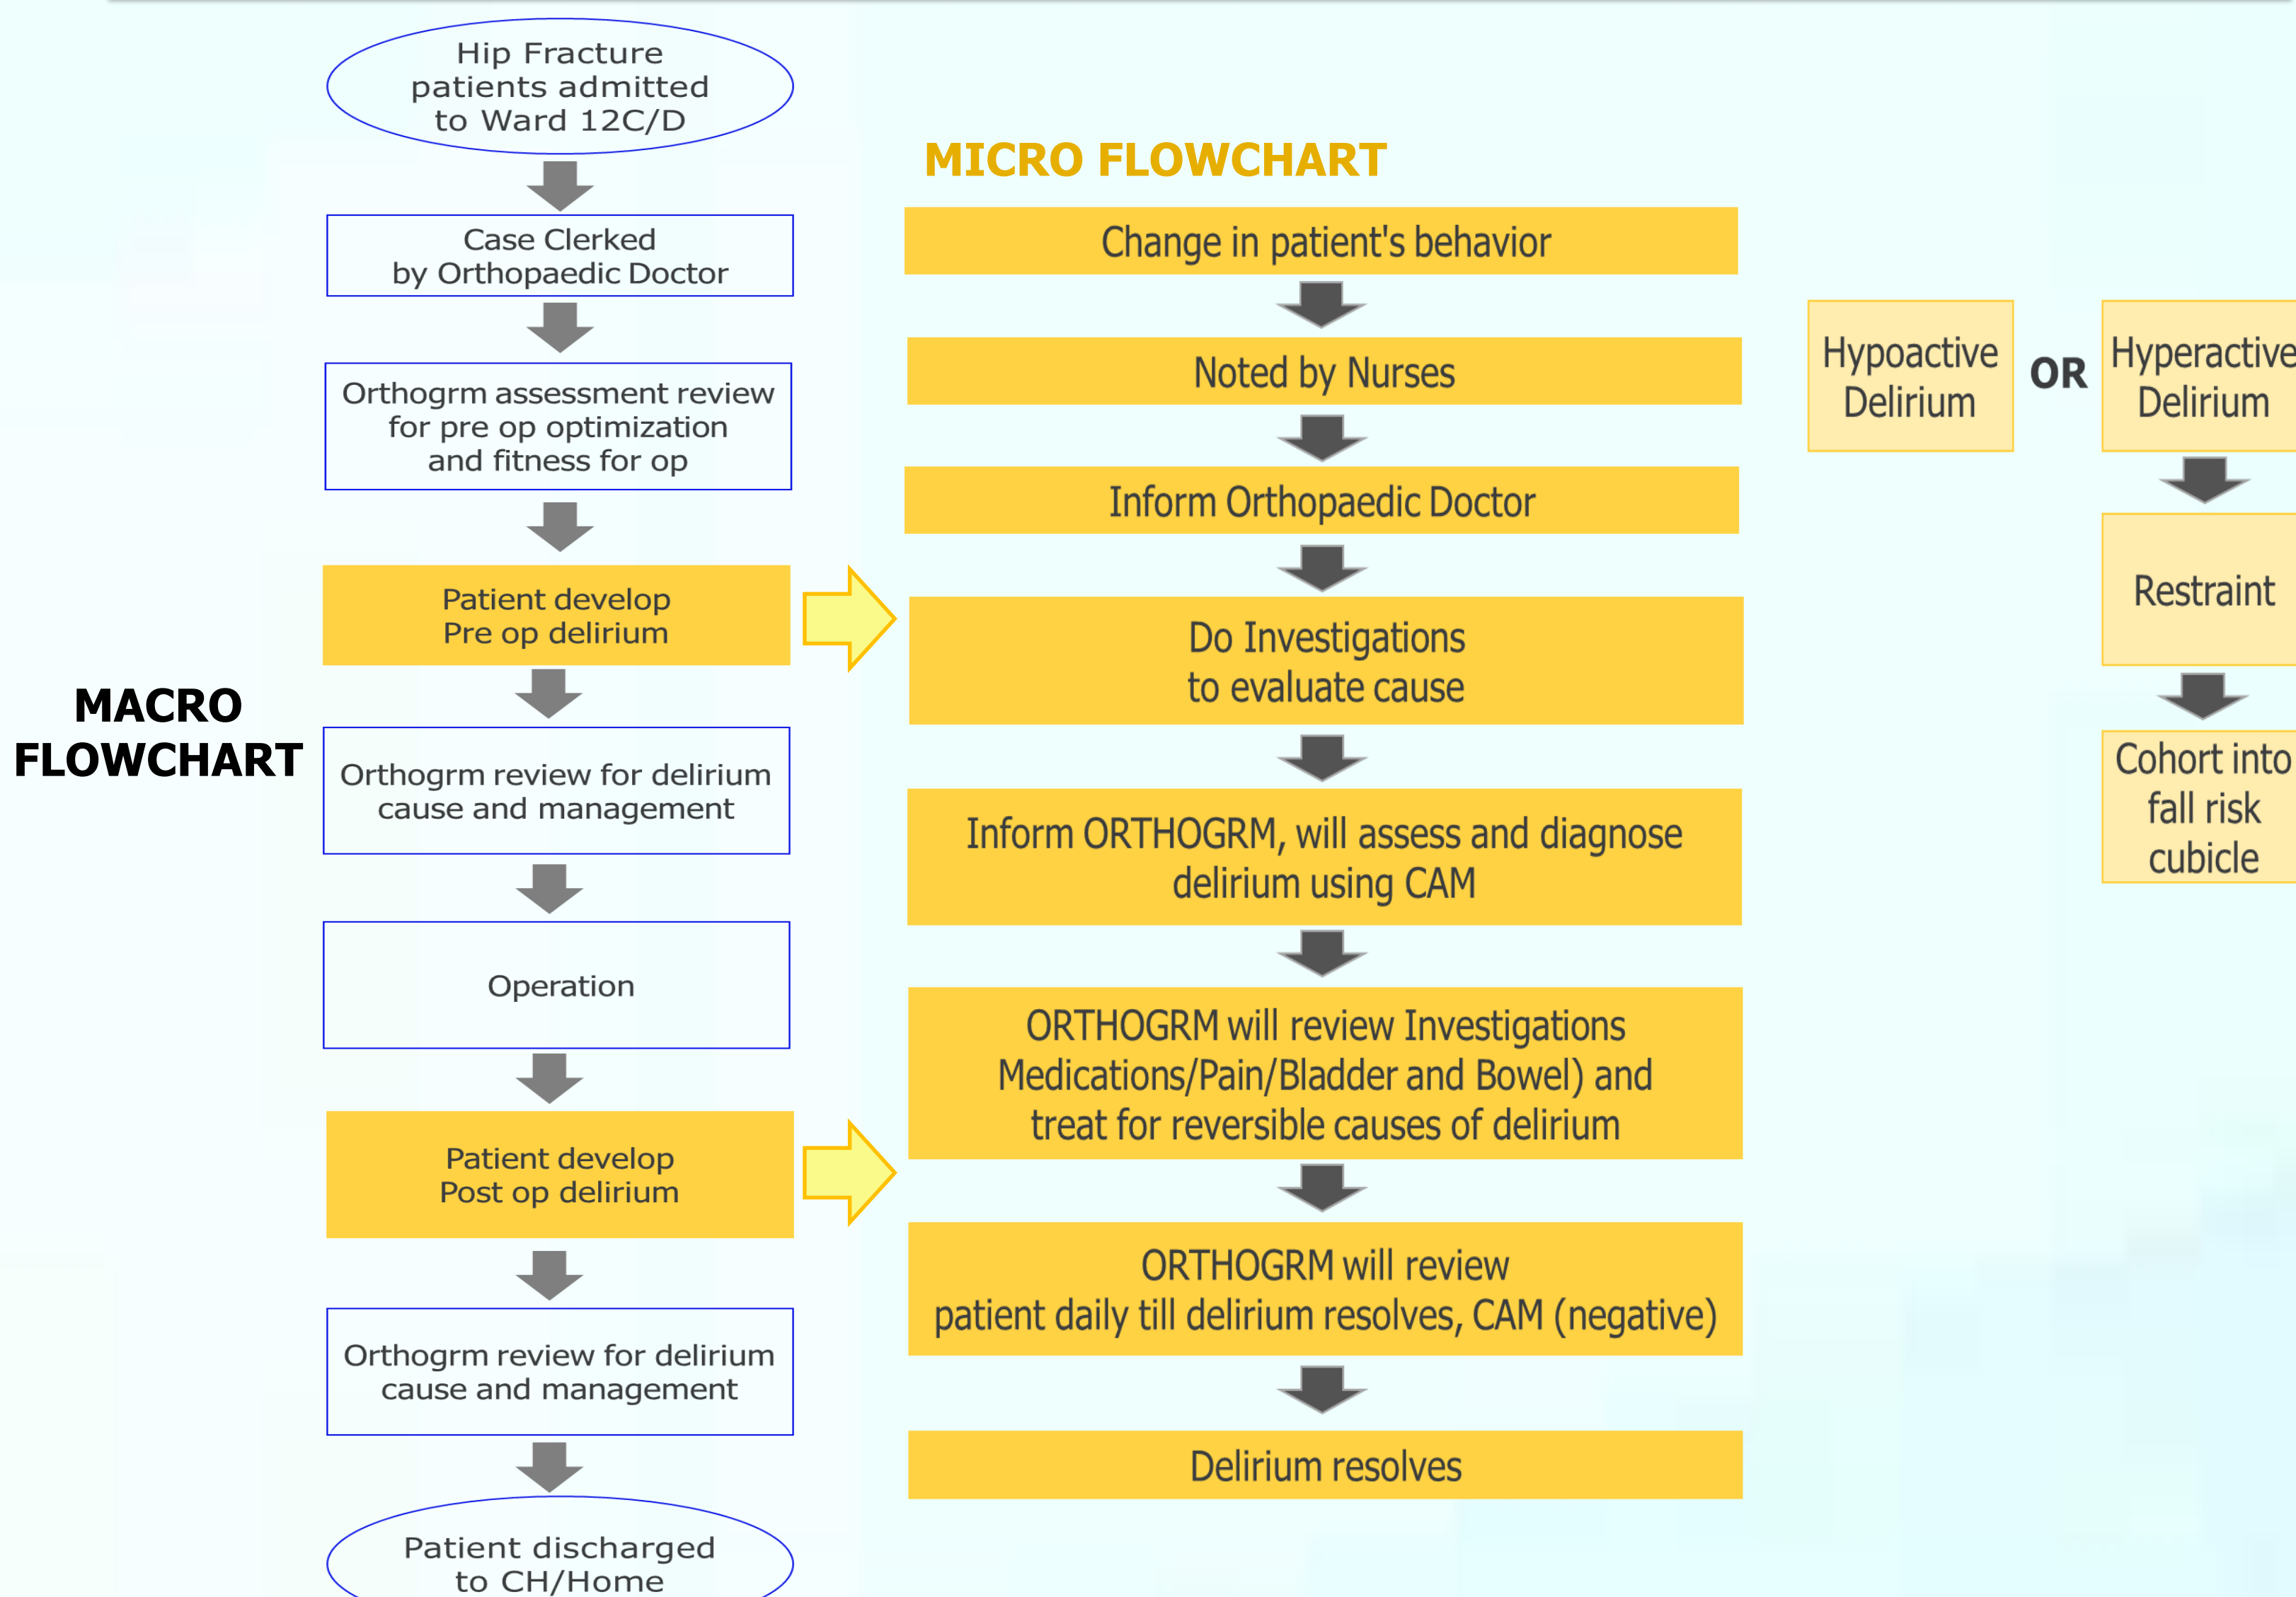 Hip Fracture
patients admitted
to Ward 12C/D
Case Clerked
by Orthopaedic Doctor
Orthogrm assessment review
for pre op optimization
and fitness for op
Patient develop
Pre op delirium
MACRO
FLOWCHART
Orthogrm review for delirium
cause and management
Operation
Patient develop
Post op delirium
Orthogrm review for delirium
cause and management
Patient discharged
to CH/Home
MICRO FLOWCHART
Change in patient's behavior
Noted by Nurses
Inform Orthopaedic Doctor
Do Investigations
to evaluate cause
Inform ORTHOGRM, will assess and diagnose
delirium using CAM
ORTHOGRM will review Investigations
Medications/Pain/Bladder and Bowel) and
treat for reversible causes of delirium
ORTHOGRM will review
patient daily till delirium resolves, CAM (negative)
Delirium resolves
Hypoactive
Delirium
OR
Hyperactive
Delirium
Restraint
Cohort into
fall risk
cubicle